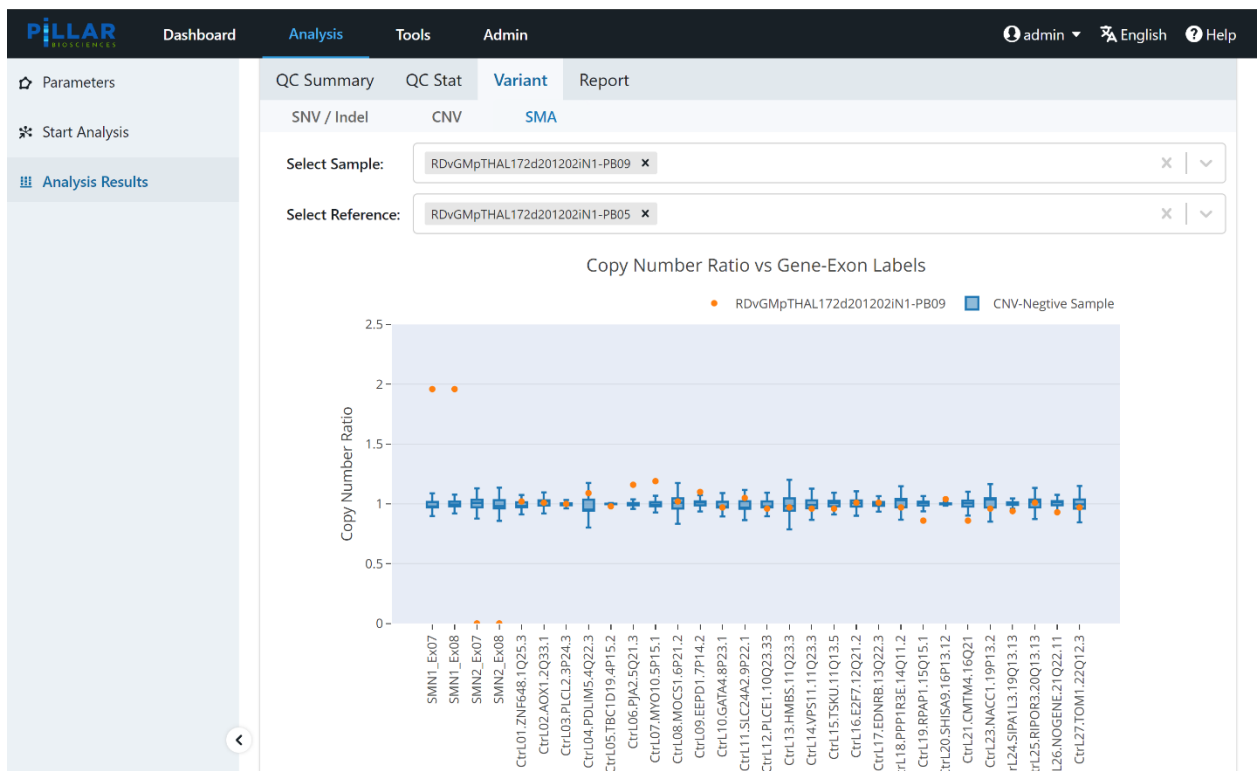 PiLLAR
BIOSCIENCES
Dashboard
Analysis
Tools
Admin
admin
English
Help
Parameters
Start Analysis
Analysis Results
QC Summary
QC Stat
Variant
Report
SNV / Indel
CNV
SMA
Select Sample:
RDvGMpTHAL172d201202iN1-PB09 ×
Select Reference:
RDvGMpTHAL172d201202iN1-PB05 ×
Copy Number Ratio vs Gene-Exon Labels
RDvGMpTHAL172d201202iN1-PB09
CNV-Negtive Sample
Copy Number Ratio
2.5
2
1.5
1
0.5
0
SMN1_Ex07
SMN1_Ex08
SMN2_Ex07
SMN2_Ex08
CtrL01.ZNF648.1Q25.3
CtrL02.AOX1.2Q33.1
CtrL03.PLCL2.3P24.3
CtrL04.PDLIM5.4Q22.3
CtrL05.TBC1D19.4P15.2
CtrL06.PJA2.5Q21.3
CtrL07.MYO10.5P15.1
CtrL08.MOCS1.6P21.2
CtrL09.EEPD1.7P14.2
CtrL10.GATA4.8P23.1
CtrL11.SLC24A2.9P22.1
CtrL12.PLCE1.10Q23.33
CtrL13.HMBS.11Q23.3
CtrL14.VPS11.11Q23.3
CtrL15.TSKU.11Q13.5
CtrL16.E2F7.12Q21.2
CtrL17.EDNRB.13Q22.3
CtrL18.PPP1R3E.14Q11.2
CtrL19.RPAP1.15Q15.1
CtrL20.SHISA9.16P13.12
CtrL21.CMTM4.16Q21
CtrL23.NACC1.19P13.2
trL24.SIPA1L3.19Q13.13
CtrL25.RIPOR3.20Q13.13
L26.NOGENE.21Q22.11
CtrL27.TOM1.22Q12.3